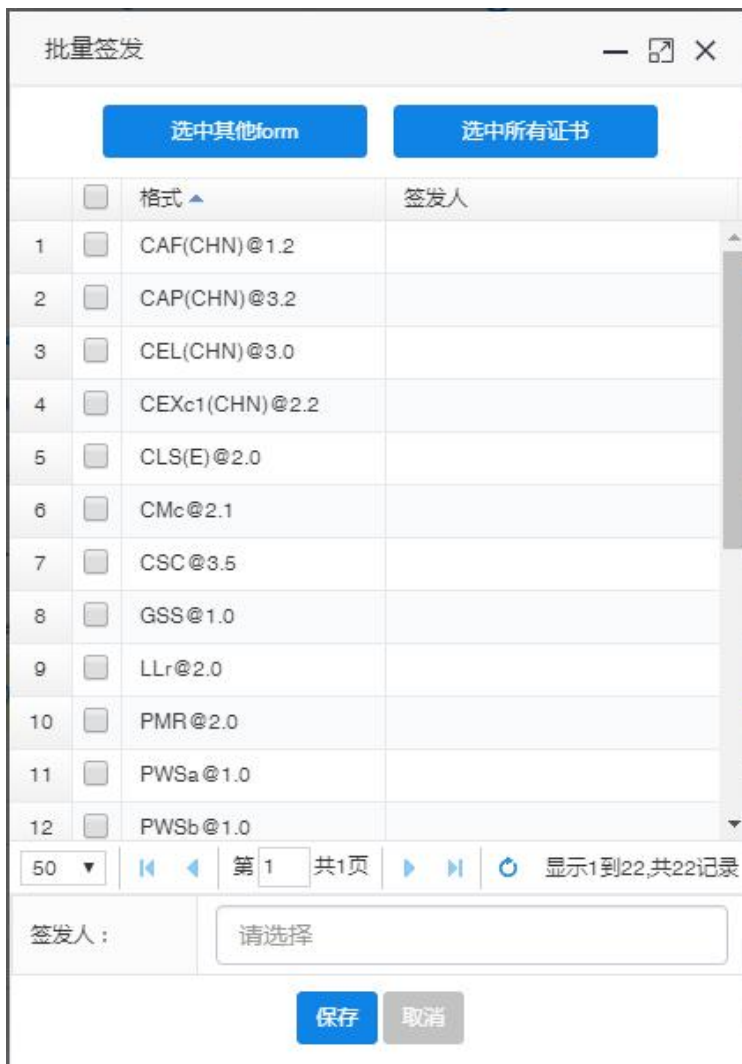 批量签发
选中其他form 选中所有证书
格式 签发人
1 CAF(CHN)@1.2
2 CAP(CHN)@3.2
3 CEL(CHN)@3.0
4 CEXc1(CHN)@2.2
5 CLS(E)@2.0
6 CMc@2.1
7 CSC@3.5
8 GSS@1.0
9 LLr@2.0
10 PMR@2.0
11 PWSa@1.0
12 PWSb@1.0
50 第 1 共1页 显示1到22,共22记录
签发人： 请选择
保存 取消